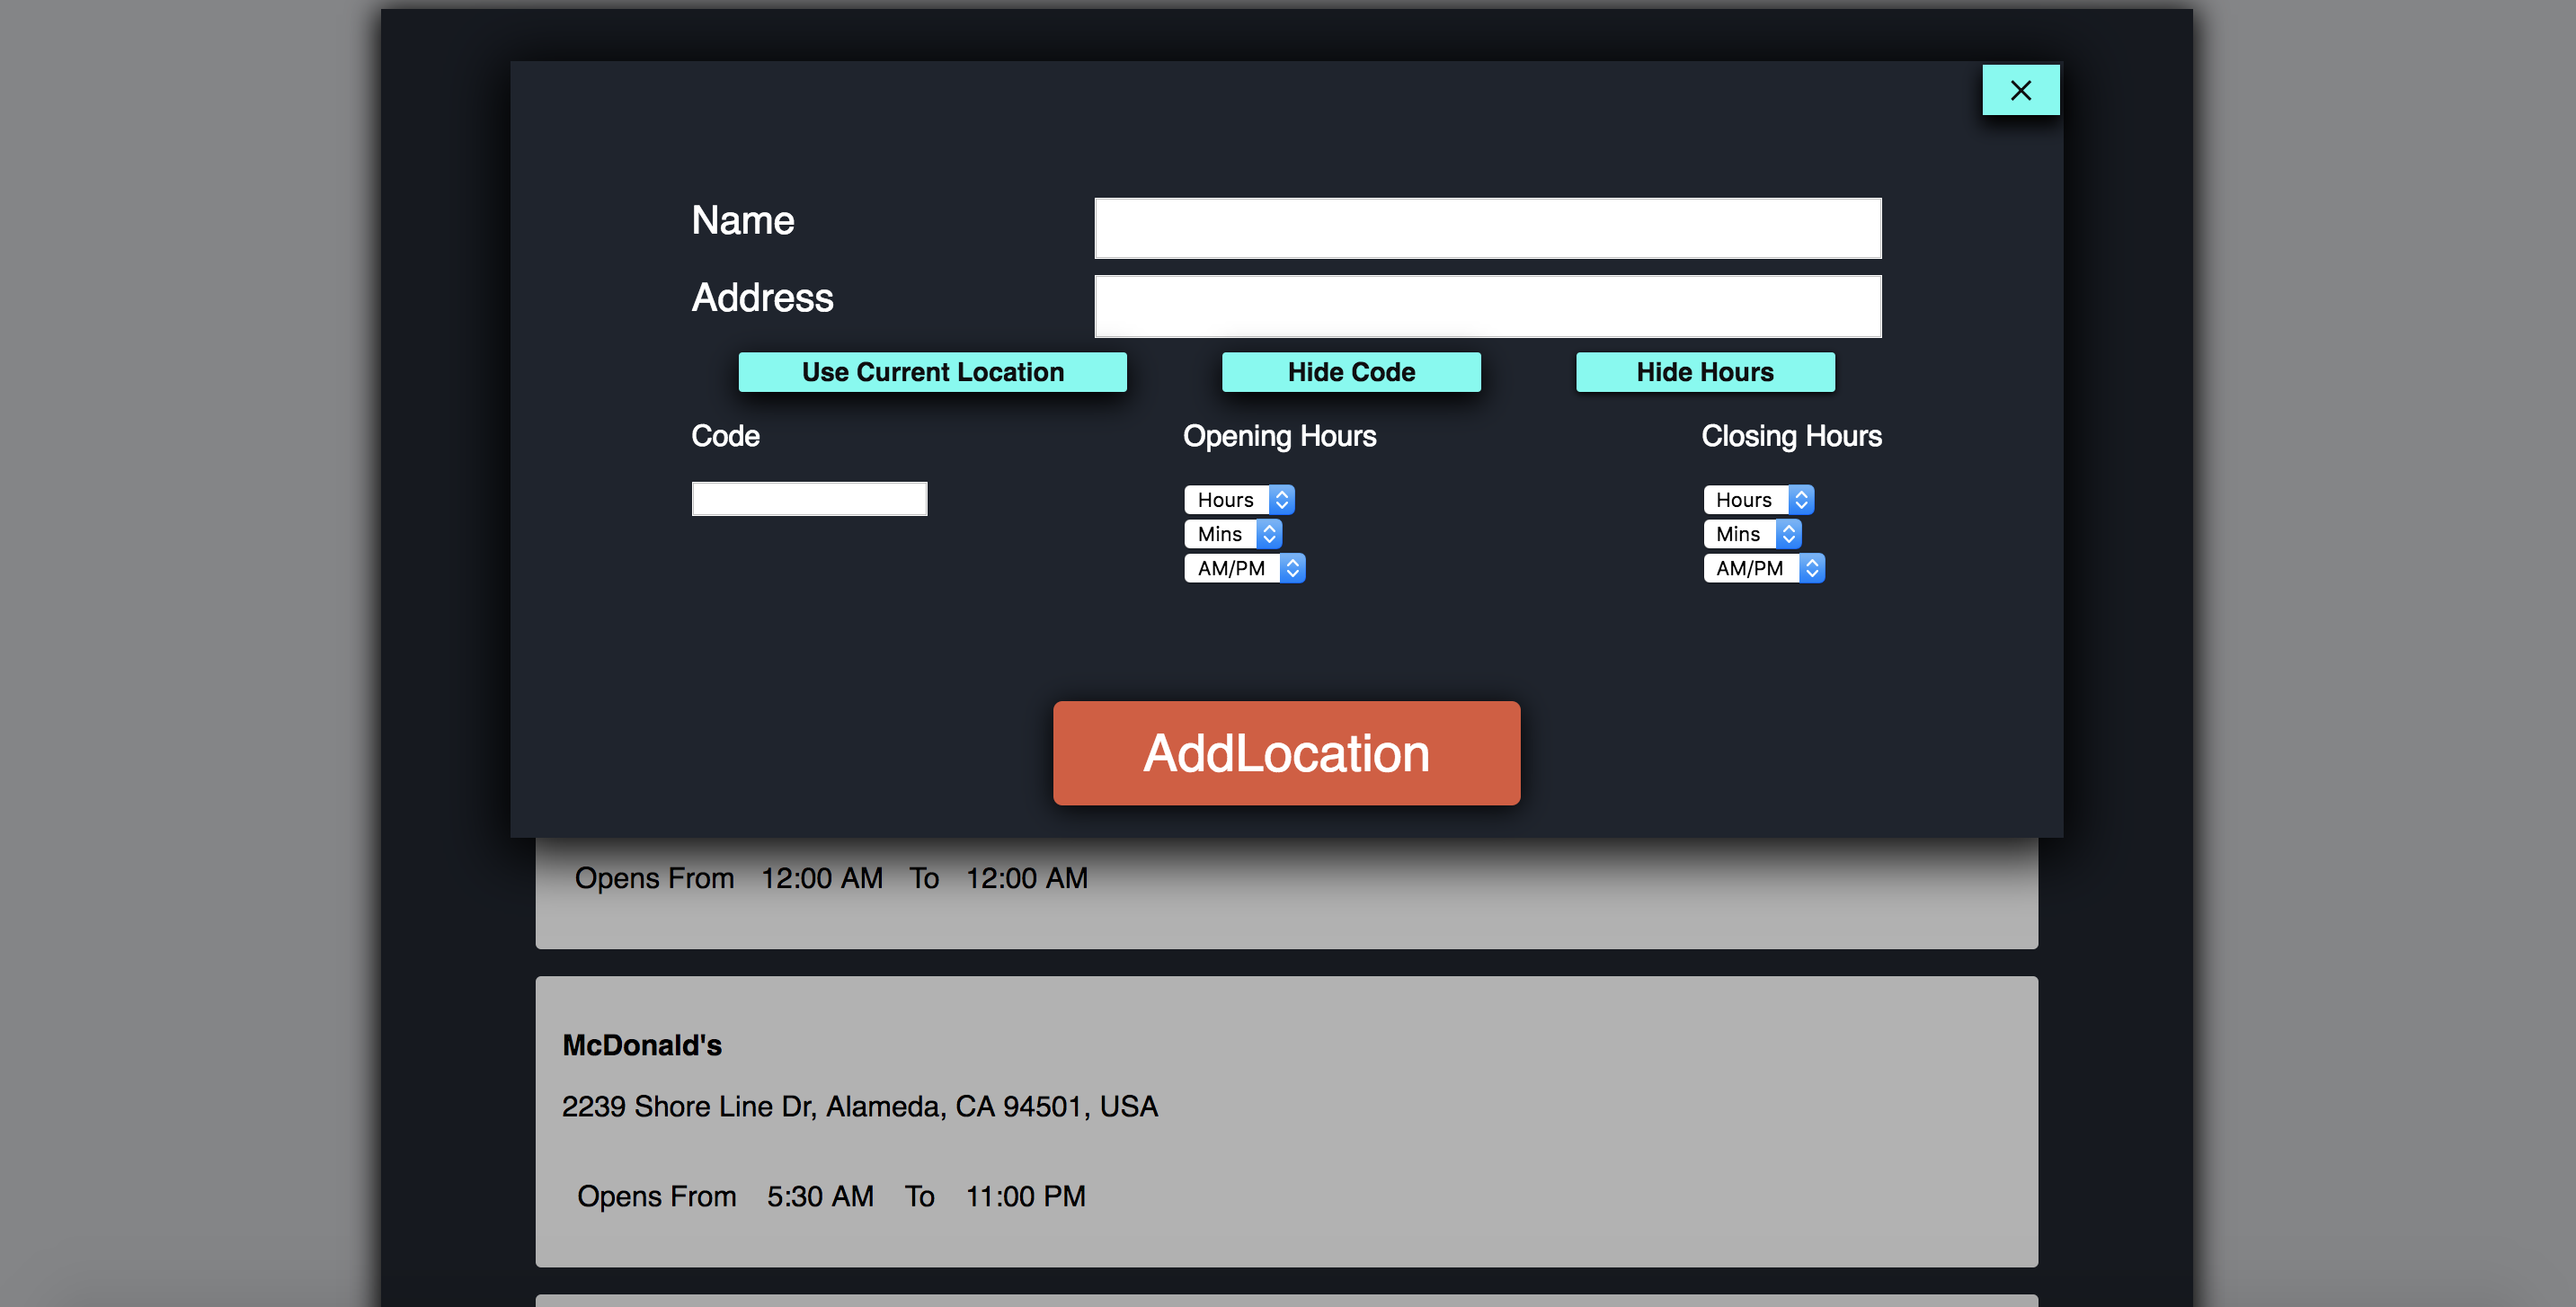 Name
Address
Use Current Location Hide Code Hide Hours
Code Opening Hours Closing Hours
Hours Hours
Mins Mins
AM/PM AM/PM
AddLocation
Opens From 12:00 AM To 12:00 AM
McDonald's
2239 Shore Line Dr, Alameda, CA 94501, USA
Opens From 5:30 AM To 11:00 PM